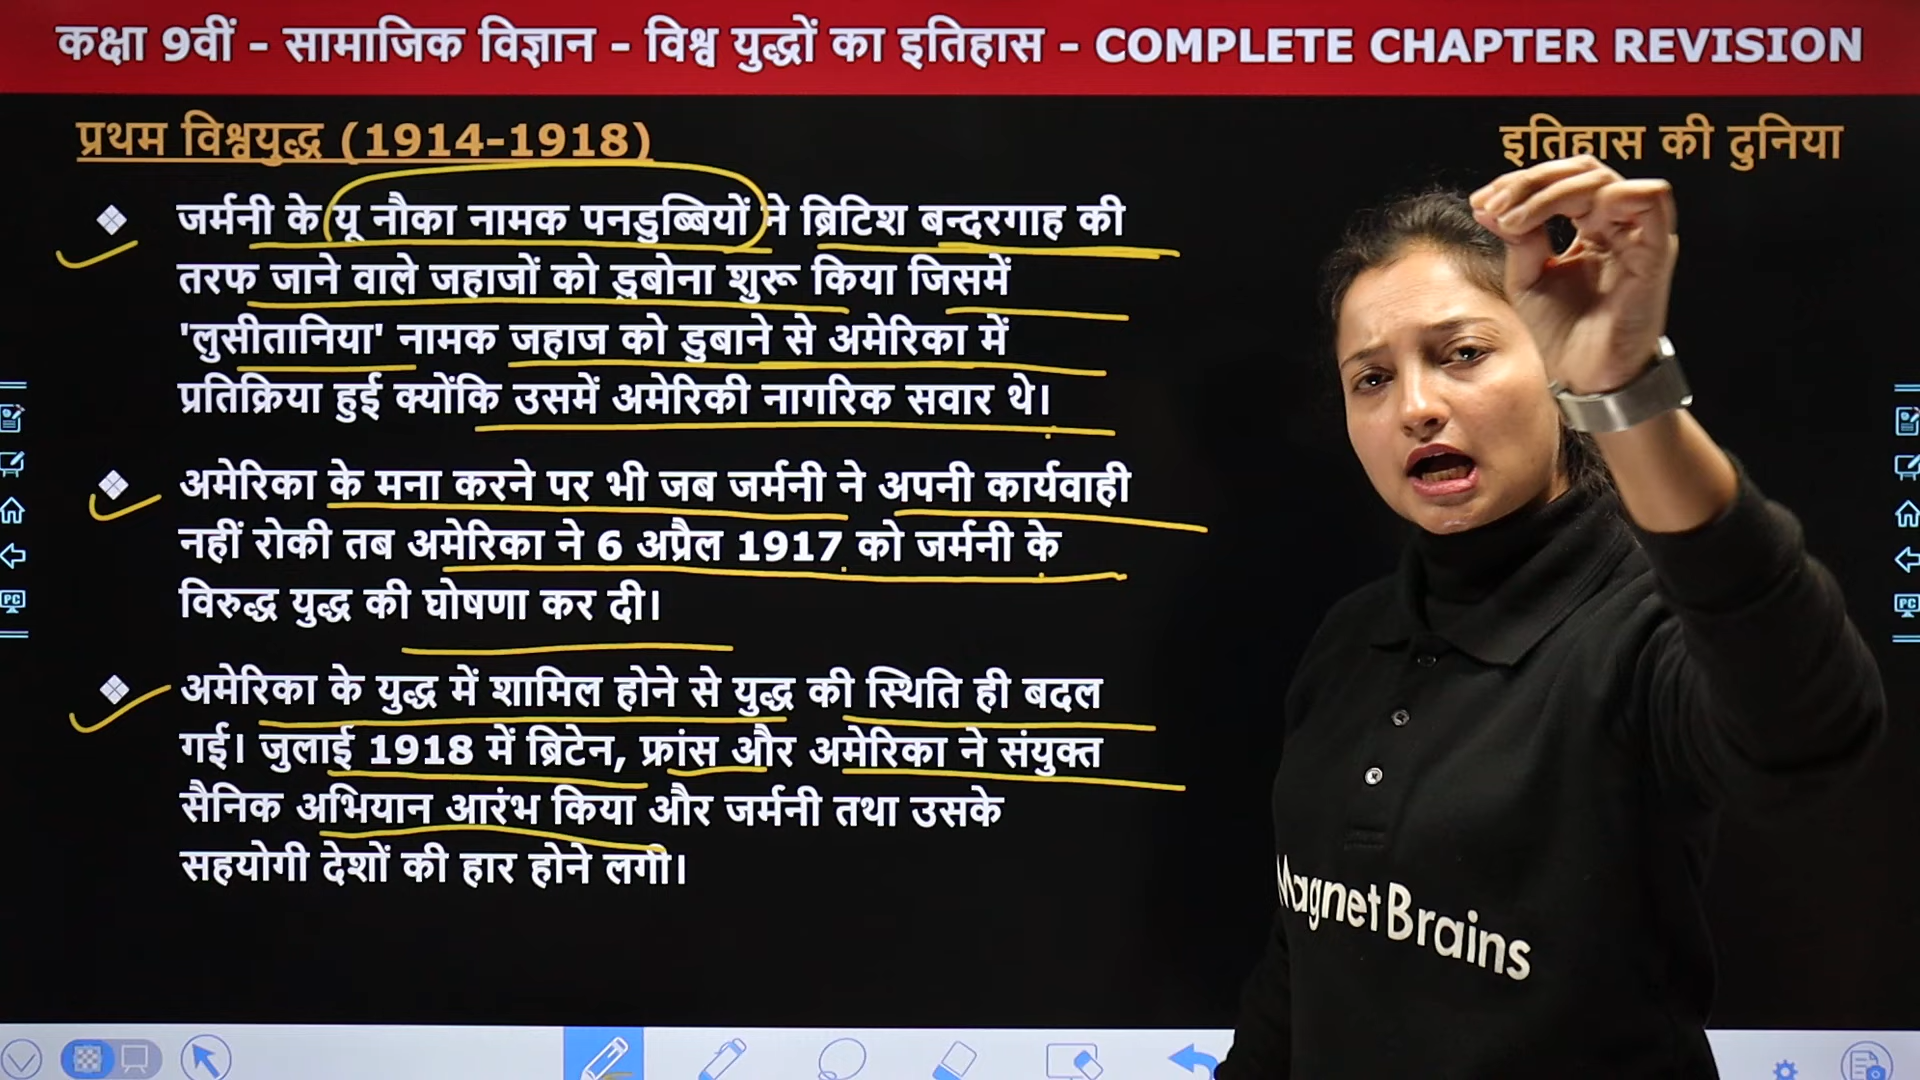 कक्षा 9वीं - सामाजिक विज्ञान - विश्व युद्धों का इतिहास - COMPLETE CHAPTER REVISION
प्रथम विश्वयुद्ध (1914-1918)
इतिहास की दुनिया
❖ जर्मनी के यू नौका नामक पनडुब्बियों ने ब्रिटिश बन्दरगाह की
तरफ जाने वाले जहाजों को डुबोना शुरू किया जिसमें
'लुसीतानिया' नामक जहाज को डुबाने से अमेरिका में
प्रतिक्रिया हुई क्योंकि उसमें अमेरिकी नागरिक सवार थे।
❖ अमेरिका के मना करने पर भी जब जर्मनी ने अपनी कार्यवाही
नहीं रोकी तब अमेरिका ने 6 अप्रैल 1917 को जर्मनी के
विरुद्ध युद्ध की घोषणा कर दी।
❖ अमेरिका के युद्ध में शामिल होने से युद्ध की स्थिति ही बदल
गई। जुलाई 1918 में ब्रिटेन, फ्रांस और अमेरिका ने संयुक्त
सैनिक अभियान आरंभ किया और जर्मनी तथा उसके
सहयोगी देशों की हार होने लगी।
MagnetBrains
PC
PC